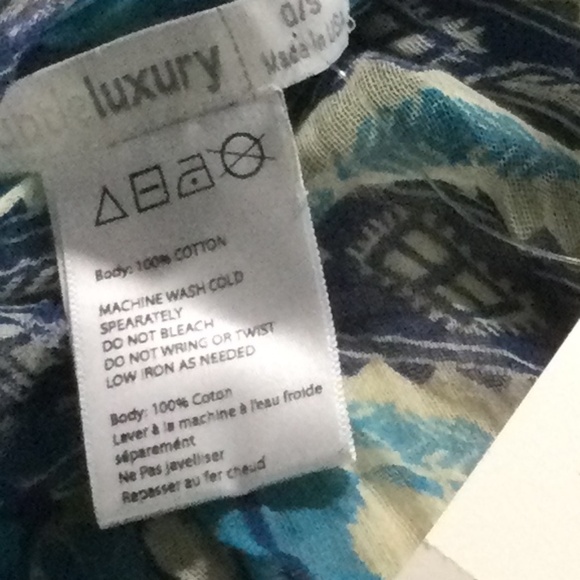 luxury
O/S
Made in USA
Body: 100% COTTON
MACHINE WASH COLD
SPEARATELY
DO NOT BLEACH
DO NOT WRING OR TWIST
LOW IRON AS NEEDED
Body: 100% Coton
Laver à la machine à l'eau froide
séparemént
Ne Pas javelliser
Repasser au fer chaud